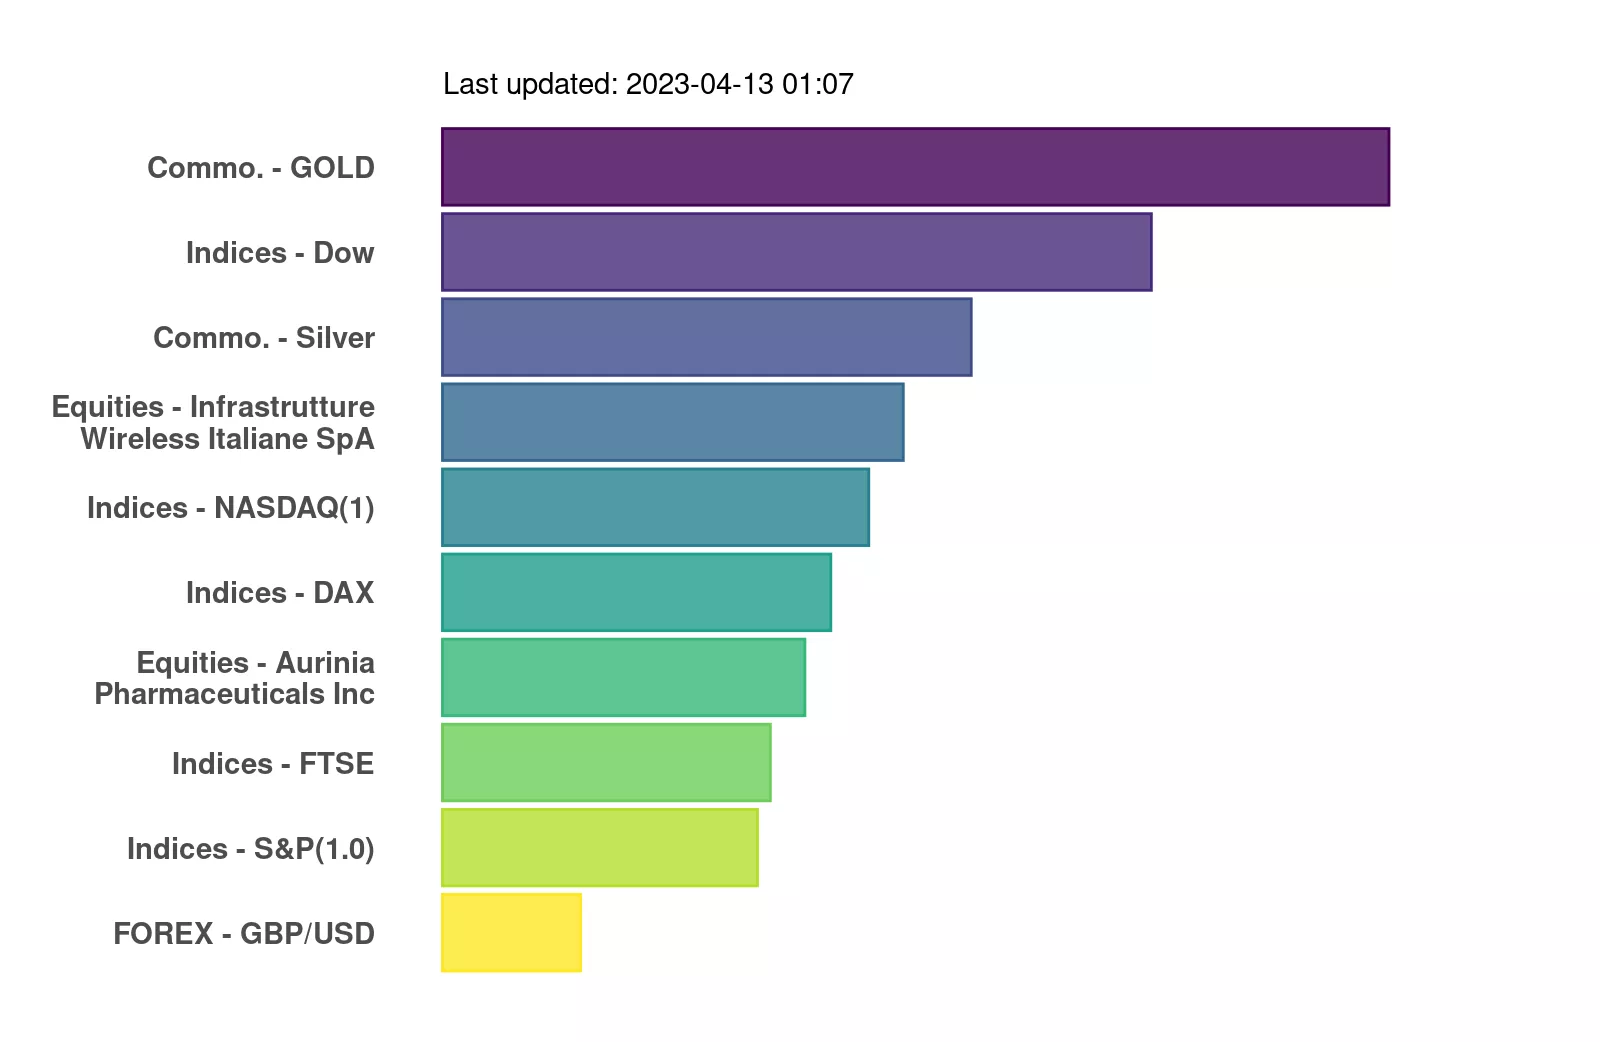 Last updated: 2023-04-13 01:07
Commo. - GOLD
Indices - Dow
Commo. - Silver
Equities - Infrastrutture
Wireless Italiane SpA
Indices - NASDAQ(1)
Indices - DAX
Equities - Aurinia
Pharmaceuticals Inc
Indices - FTSE
Indices - S&P(1.0)
FOREX - GBP/USD